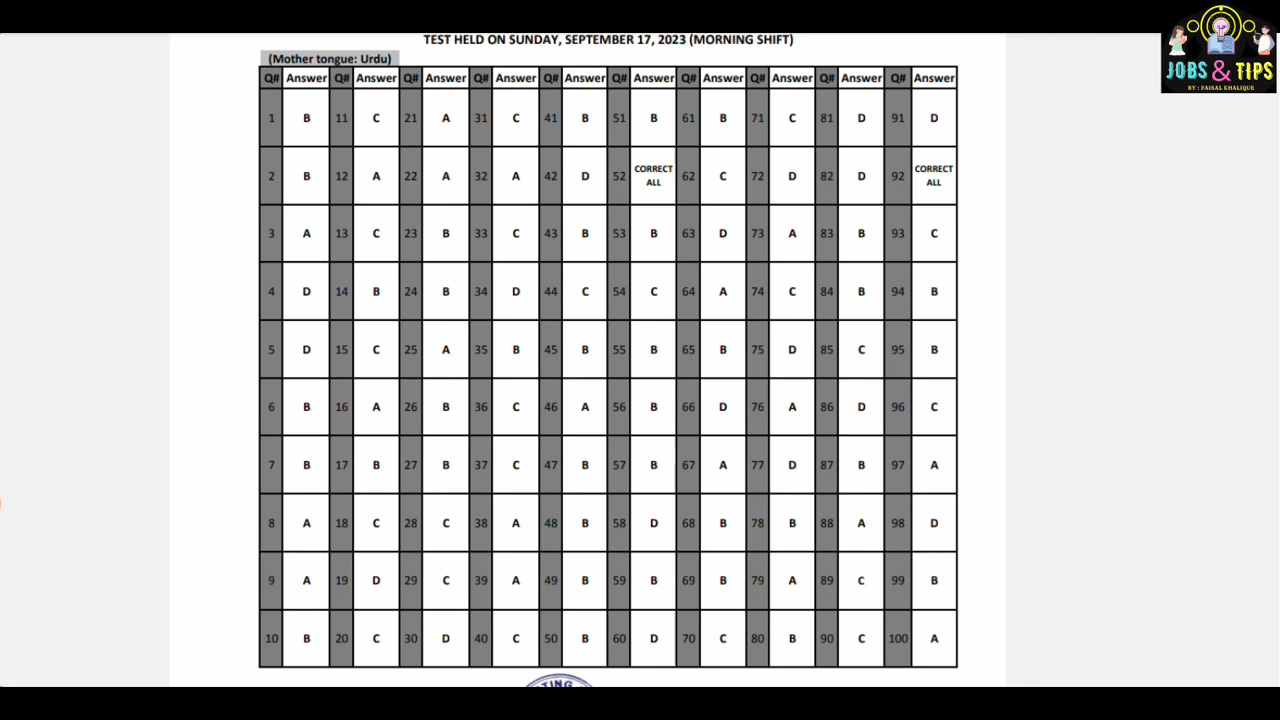 TEST HELD ON SUNDAY, SEPTEMBER 17, 2023 (MORNING SHIFT)
(Mother tongue: Urdu)
Q# Answer Q# Answer Q# Answer Q# Answer Q# Answer Q# Answer Q# Answer Q# Answer Q# Answer Q# Answer
1 B 11 C 21 A 31 C 41 B 51 B 61 B 71 C 81 D 91 D
2 B 12 A 22 A 32 A 42 D 52 CORRECT ALL 62 C 72 D 82 D 92 CORRECT ALL
3 A 13 C 23 B 33 C 43 B 53 B 63 D 73 A 83 B 93 C
4 D 14 B 24 B 34 D 44 C 54 C 64 A 74 C 84 B 94 B
5 D 15 C 25 A 35 B 45 B 55 B 65 B 75 D 85 C 95 B
6 B 16 A 26 B 36 C 46 A 56 B 66 D 76 A 86 D 96 C
7 B 17 B 27 B 37 C 47 B 57 B 67 A 77 D 87 B 97 A
8 A 18 C 28 C 38 A 48 B 58 D 68 B 78 B 88 A 98 D
9 A 19 D 29 C 39 A 49 B 59 B 69 B 79 A 89 C 99 B
10 B 20 C 30 D 40 C 50 B 60 D 70 C 80 B 90 C 100 A
TING
JOBS & TIPS
BY : FAISAL KHALIQUE